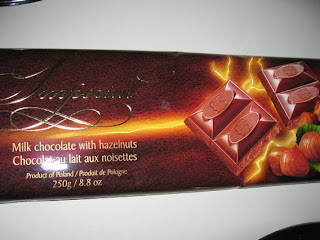 Imperial
Milk chocolate with hazelnuts
Chocolat au lait aux noisettes
Product of Poland / Produit de Pologne
250g / 8.8 oz